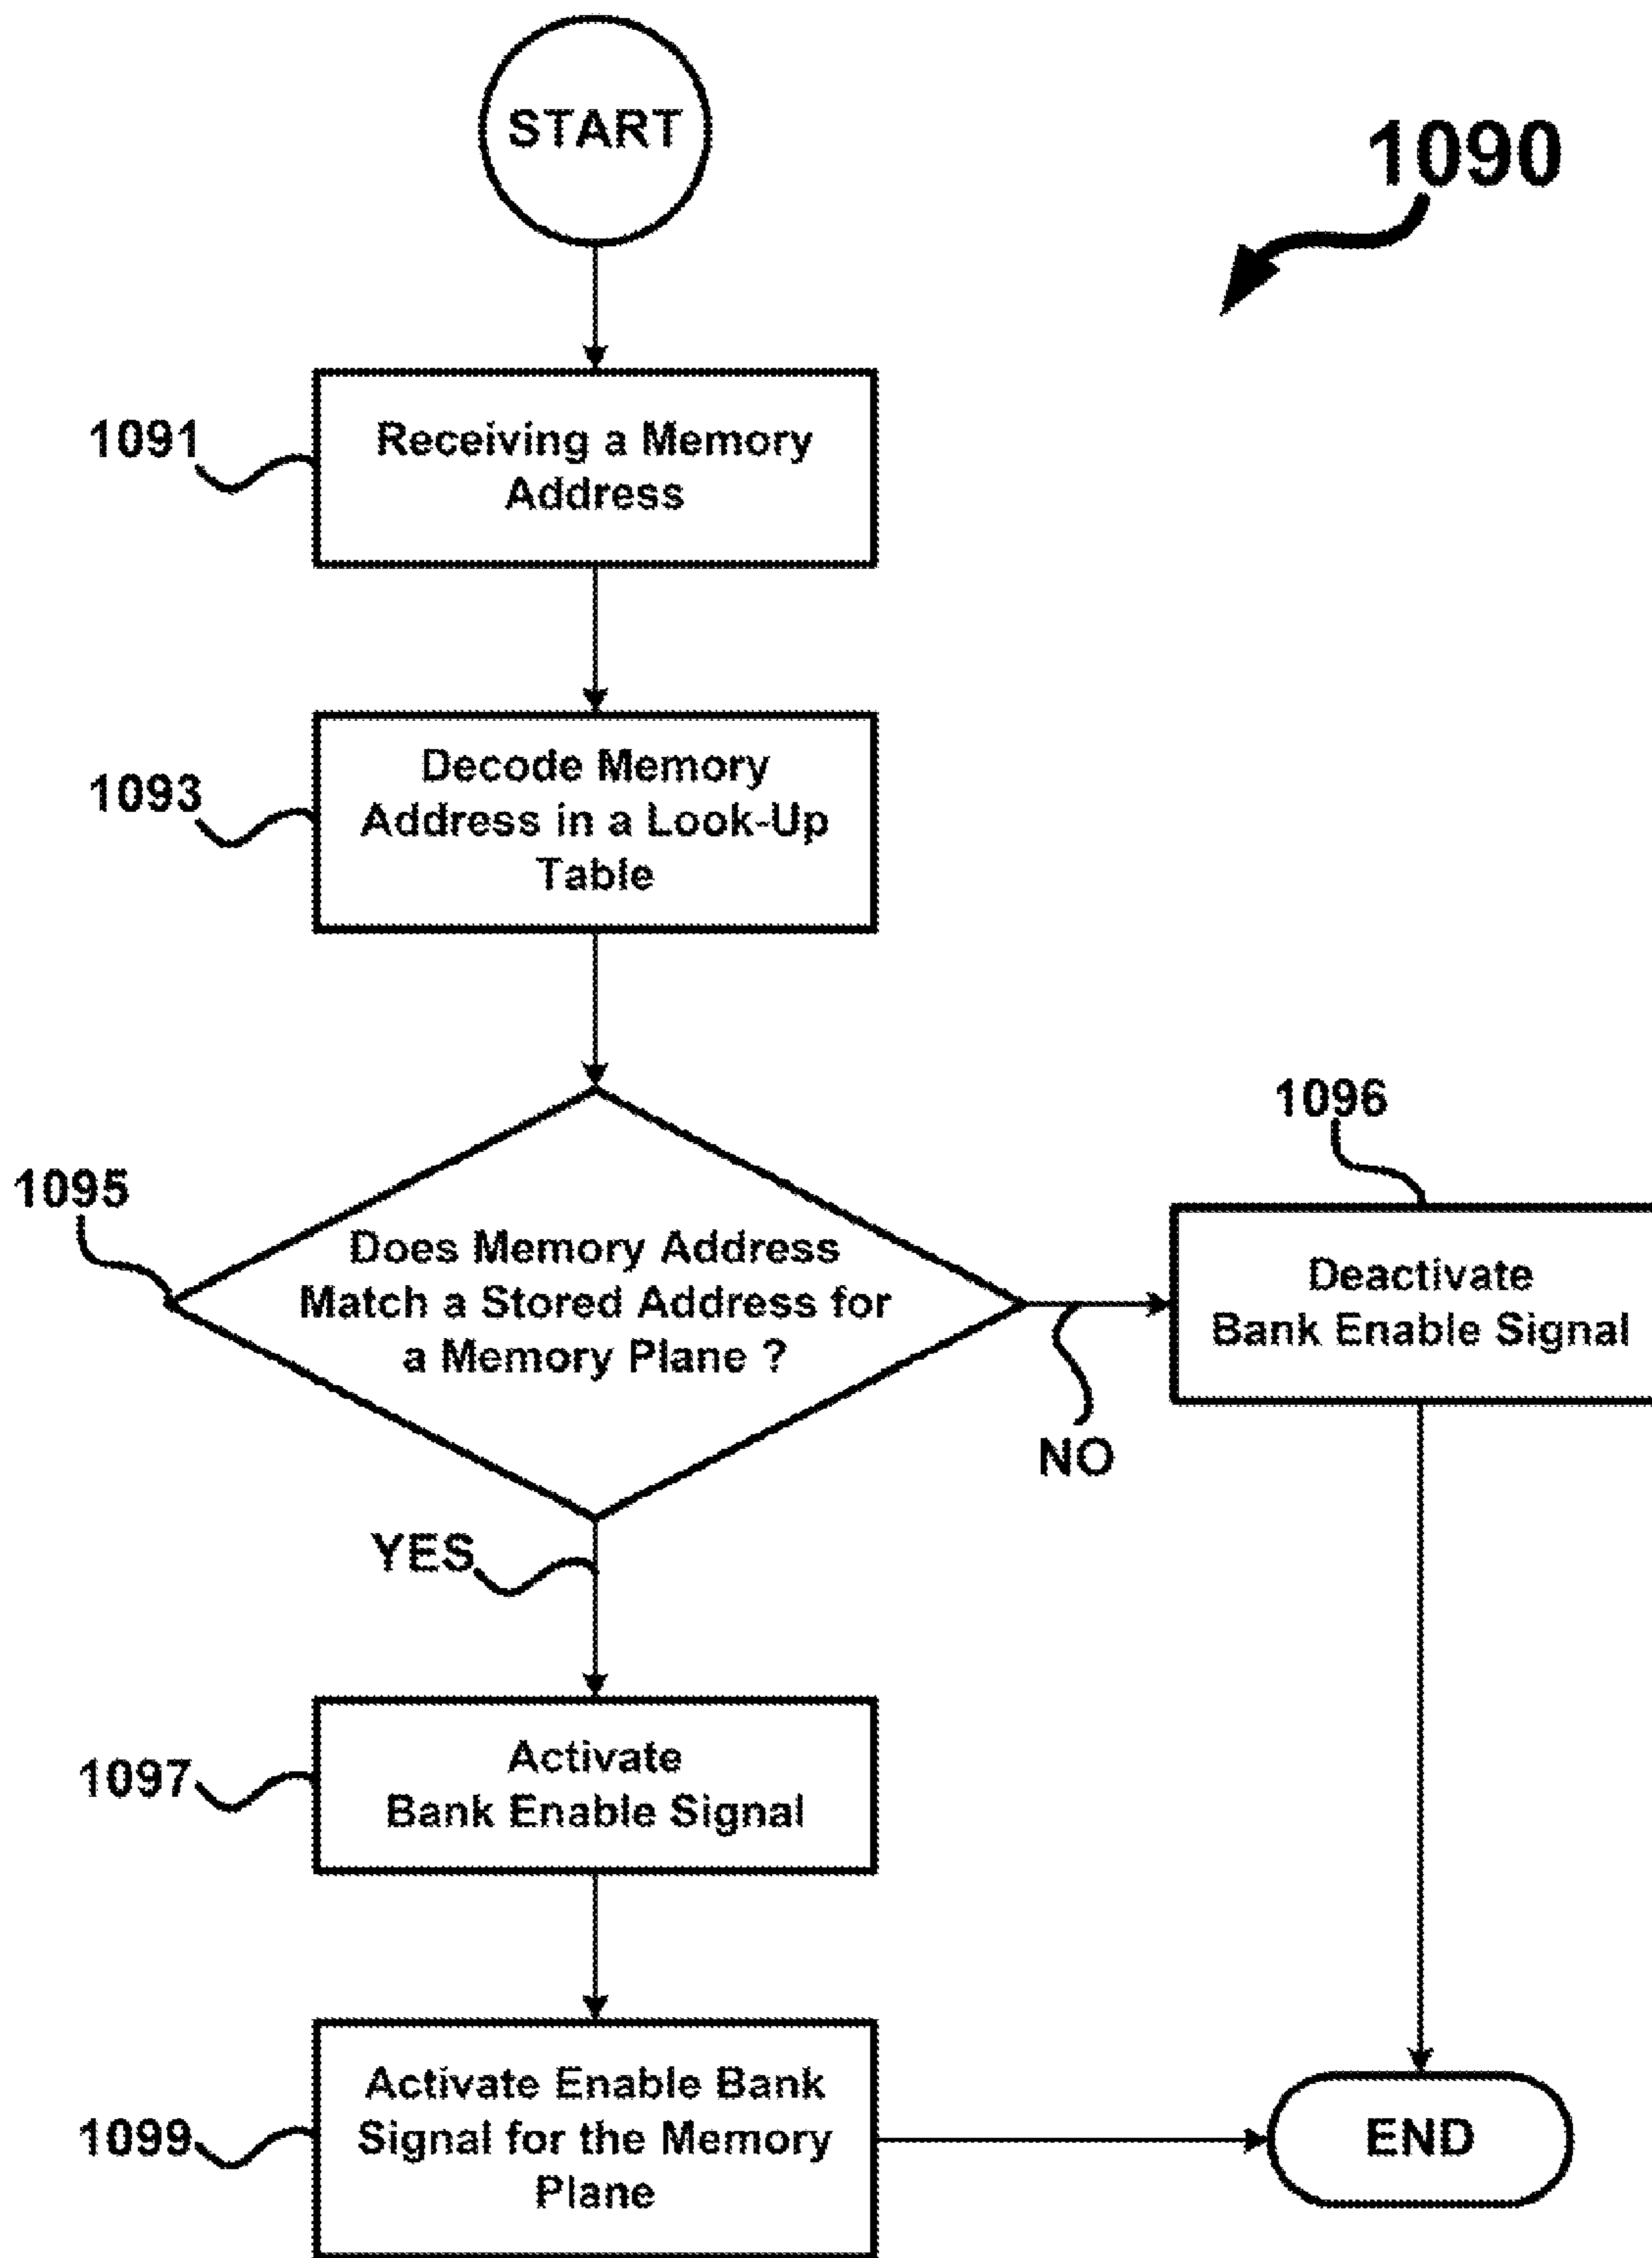 START
1090
1091
Receiving a Memory
Address
1093
Decode Memory
Address in a Look-Up
Table
1095
Does Memory Address
Match a Stored Address for
a Memory Plane ?
1096
Deactivate
Bank Enable Signal
NO
YES
1097
Activate
Bank Enable Signal
1099
Activate Enable Bank
Signal for the Memory
Plane
END